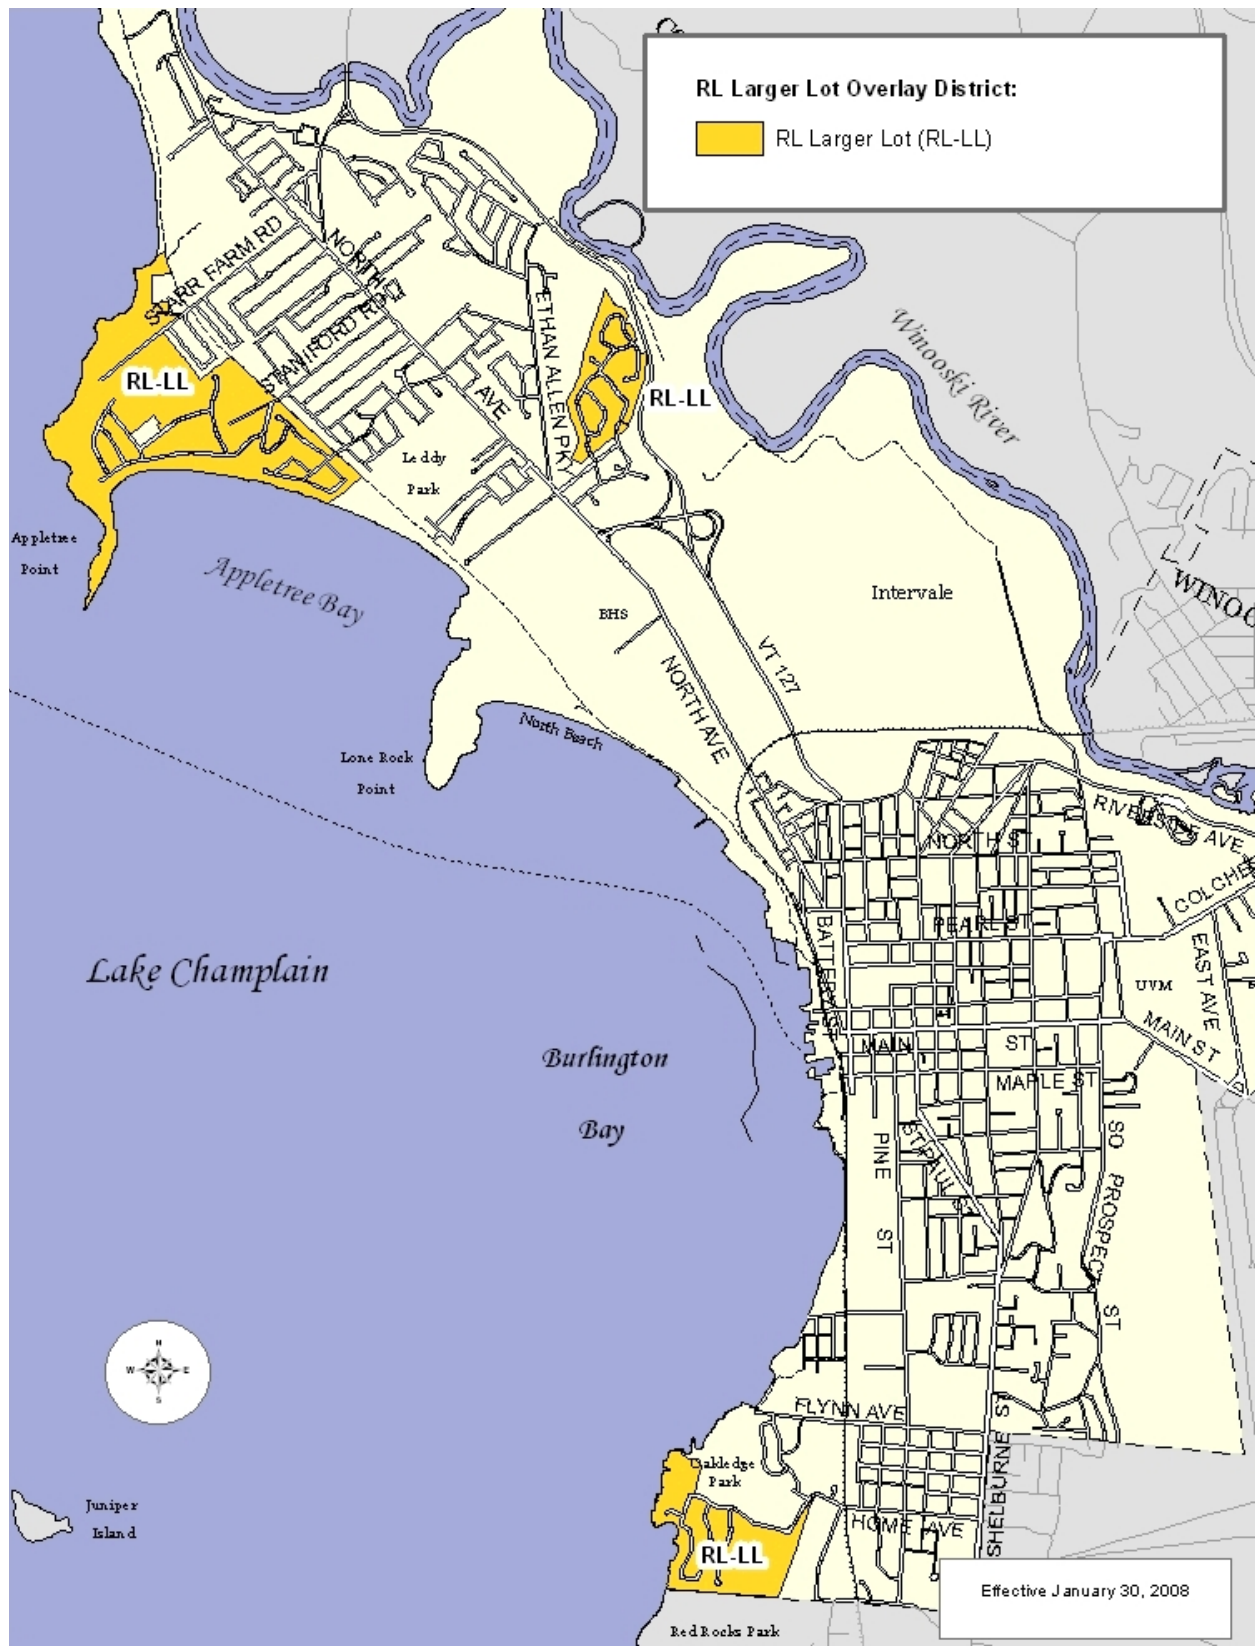 RL Larger Lot Overlay District:
RL Larger Lot (RL-LL)
STARR FARM RD
NORTH
STANIFORD RD
ETHAN ALLEN PKY
AVE
RL-LL
RL-LL
Winooski River
Leddy
Park
Appletree
Point
Appletree Bay
Intervale
WINOO
BHS
VT 127
NORTH AVE
North Beach
Lone Rock
Point
RIVERSIDE AVE
NORTH ST
COLCHE
PEARL ST
BATTERY ST
EAST AVE
UVM
Lake Champlain
MAIN ST
MAIN
ST
Burlington
Bay
MAPLE ST
SO PROSPECT ST
ST PAUL ST
PINE ST
N
W
E
S
FLYNN AVE
SHELBURNE ST
Oakledge
Park
Juniper
Island
HOME AVE
RL-LL
Effective January 30, 2008
Red Rocks Park